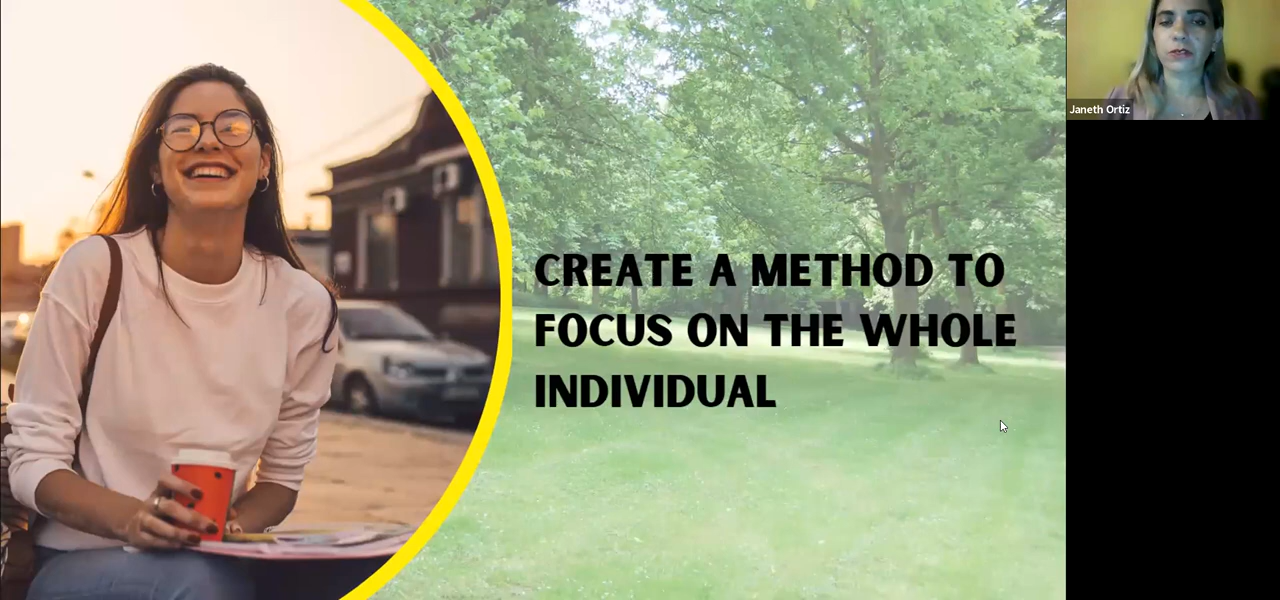 CREATE A METHOD TO
FOCUS ON THE WHOLE
INDIVIDUAL
Janeth Ortiz